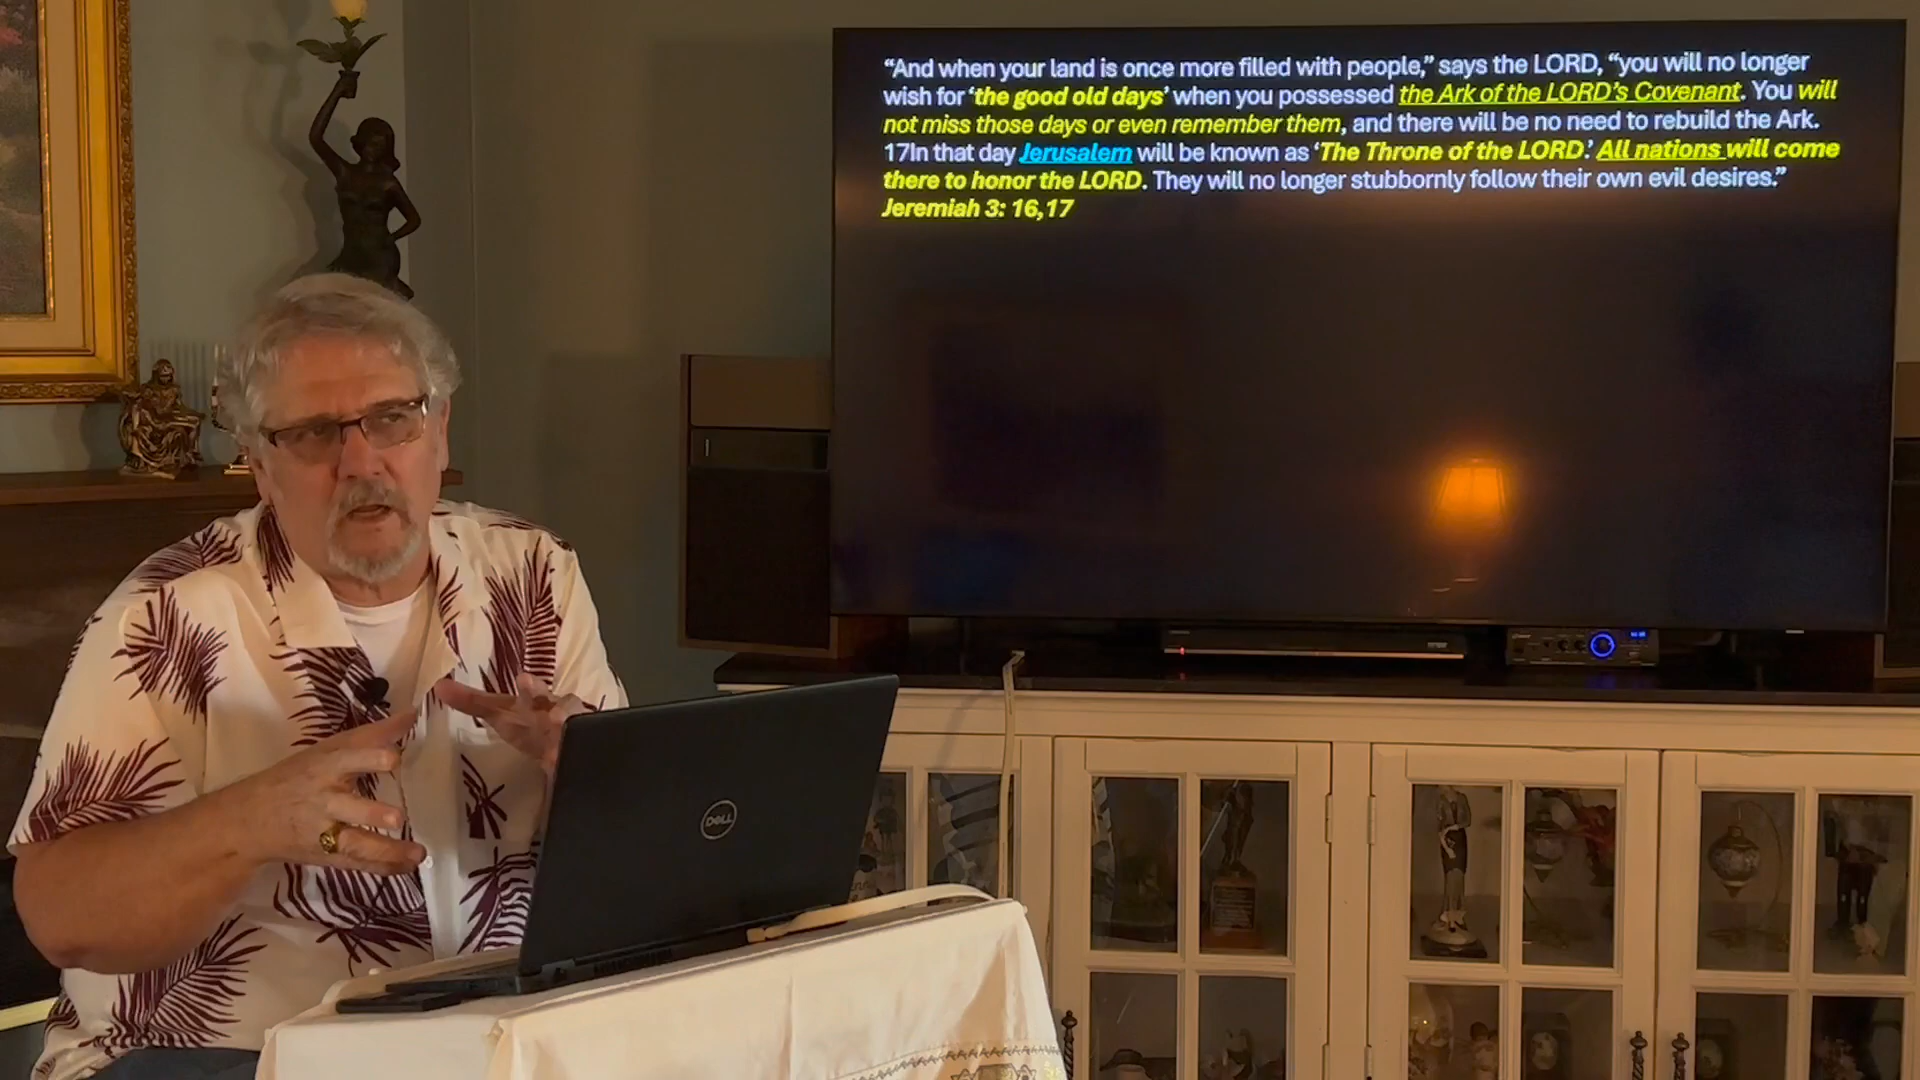 “And when your land is once more filled with people,” says the LORD, “you will no longer
wish for ‘the good old days’ when you possessed the Ark of the LORD’s Covenant. You will
not miss those days or even remember them, and there will be no need to rebuild the Ark.
17In that day Jerusalem will be known as ‘The Throne of the LORD.’ All nations will come
there to honor the LORD. They will no longer stubbornly follow their own evil desires.”
Jeremiah 3: 16,17
DELL